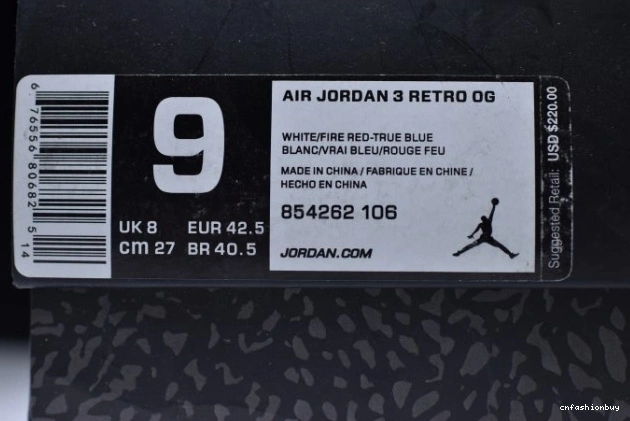 6 76556 80682 5 14
9
UK 8 EUR 42.5
cm 27 BR 40.5
AIR JORDAN 3 RETRO OG
WHITE/FIRE RED-TRUE BLUE
BLANC/VRAI BLEU/ROUGE FEU
MADE IN CHINA / FABRIQUE EN CHINE /
HECHO EN CHINA
854262 106
JORDAN.COM
Suggested Retail: USD $220.00
cnfashionbuy